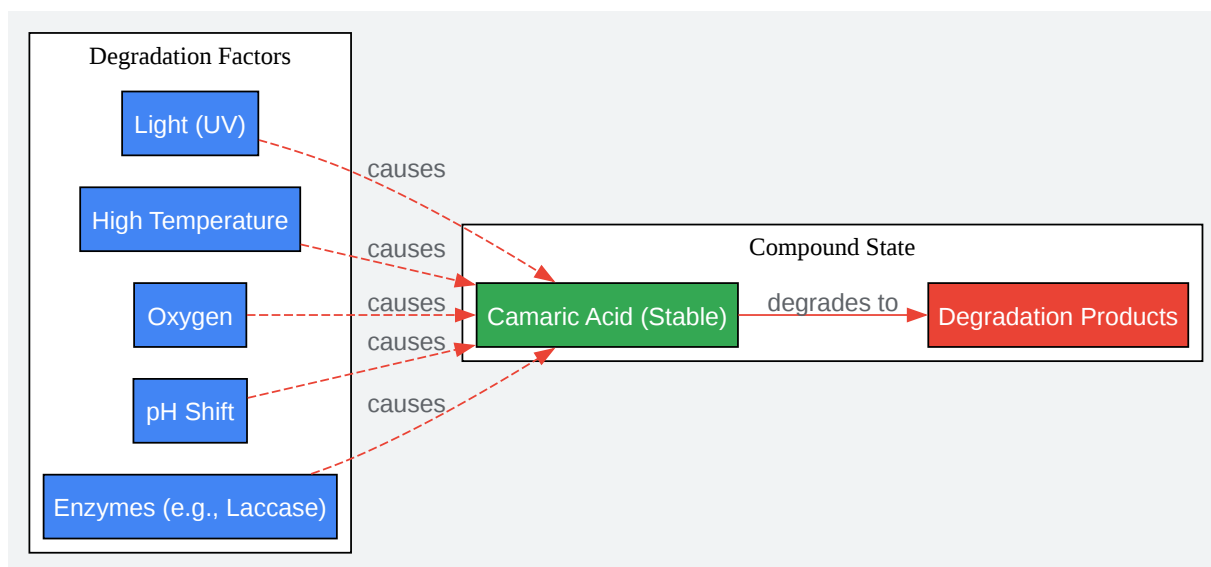 Degradation Factors
Light (UV)
High Temperature
Oxygen
pH Shift
Enzymes (e.g., Laccase)
causes
causes
causes
causes
causes
Compound State
Camaric Acid (Stable)
degrades to
Degradation Products